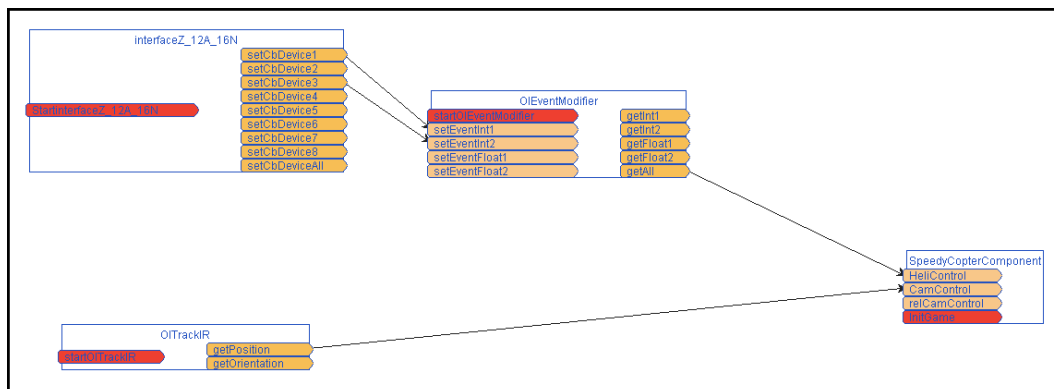 interfaceZ_12A_16N
setCbDevice1
setCbDevice2
setCbDevice3
setCbDevice4
StartInterfaceZ_12A_16N
setCbDevice5
setCbDevice6
setCbDevice7
setCbDevice8
setCbDeviceAll
OIEventModifier
startOIEventModifier
setEventInt1
setEventInt2
setEventFloat1
setEventFloat2
getInt1
getInt2
getFloat1
getFloat2
getAll
SpeedyCopterComponent
HeliControl
CamControl
relCamControl
InitGame
OITrackIR
startOITrackIR
getPosition
getOrientation